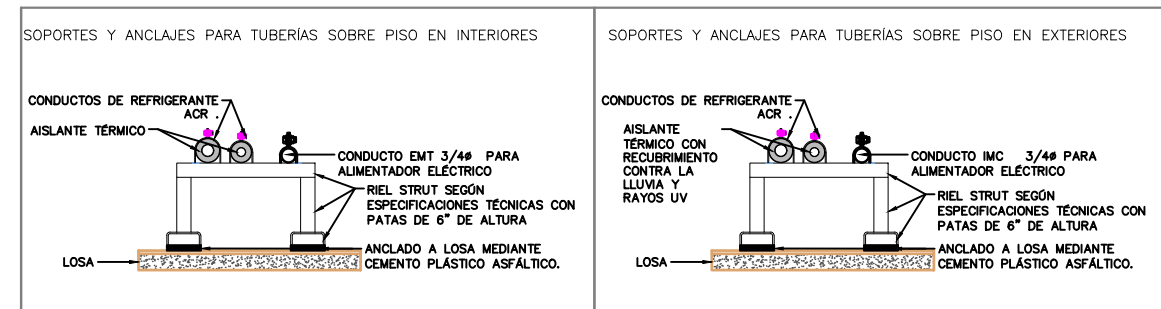 SOPORTES Y ANCLAJES PARA TUBERÍAS SOBRE PISO EN INTERIORES
CONDUCTOS DE REFRIGERANTE
ACR .
AISLANTE TÉRMICO
CONDUCTO EMT 3/4ø PARA
ALIMENTADOR ELÉCTRICO
RIEL STRUT SEGÚN
ESPECIFICACIONES TÉCNICAS CON
PATAS DE 6" DE ALTURA
ANCLADO A LOSA MEDIANTE
CEMENTO PLÁSTICO ASFÁLTICO.
LOSA
SOPORTES Y ANCLAJES PARA TUBERÍAS SOBRE PISO EN EXTERIORES
CONDUCTOS DE REFRIGERANTE
ACR .
AISLANTE
TÉRMICO CON
RECUBRIMIENTO
CONTRA LA
LLUVIA Y
RAYOS UV
CONDUCTO IMC 3/4ø PARA
ALIMENTADOR ELÉCTRICO
RIEL STRUT SEGÚN
ESPECIFICACIONES TÉCNICAS CON
PATAS DE 6" DE ALTURA
ANCLADO A LOSA MEDIANTE
CEMENTO PLÁSTICO ASFÁLTICO.
LOSA